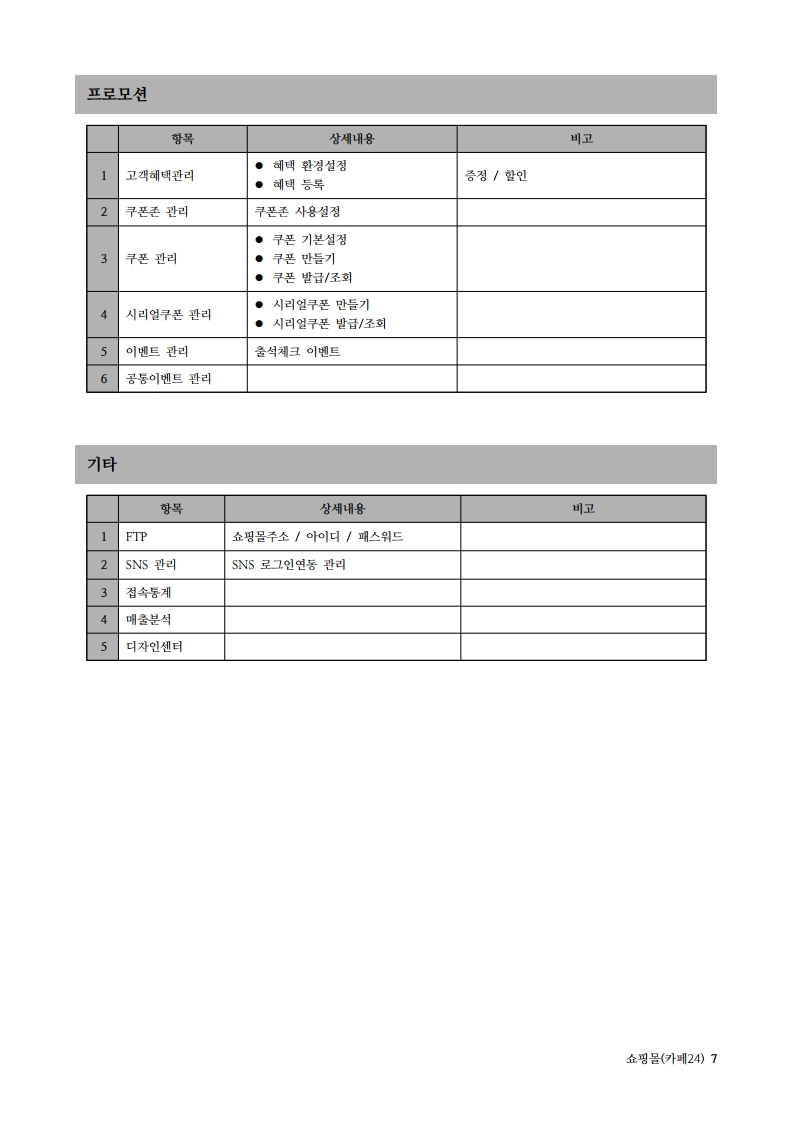 프로모션
항목 상세내용 비고
1 고객혜택관리 ● 혜택 환경설정 증정 / 할인
● 혜택 등록
2 쿠폰존 관리 쿠폰존 사용설정
3 쿠폰 관리 ● 쿠폰 기본설정
● 쿠폰 만들기
● 쿠폰 발급/조회
4 시리얼쿠폰 관리 ● 시리얼쿠폰 만들기
● 시리얼쿠폰 발급/조회
5 이벤트 관리 출석체크 이벤트
6 공통이벤트 관리
기타
항목 상세내용 비고
1 FTP 쇼핑몰주소 / 아이디 / 패스워드
2 SNS 관리 SNS 로그인연동 관리
3 접속통계
4 매출분석
5 디자인센터
쇼핑몰(카페24) 7